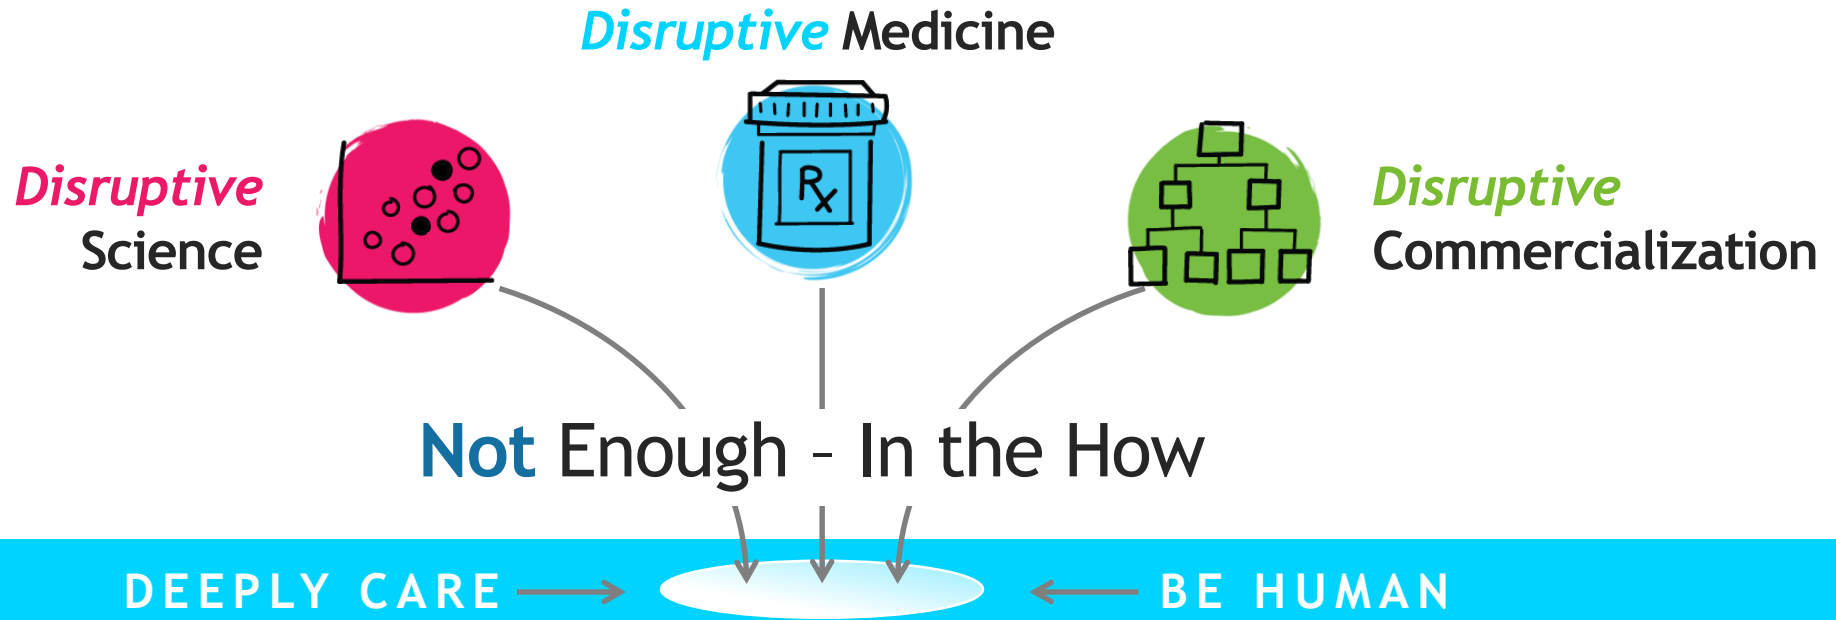 Disruptive Medicine
Disruptive
Science
Rx
Disruptive
Commercialization
Not Enough – In the How
DEEPLY CARE
BE HUMAN